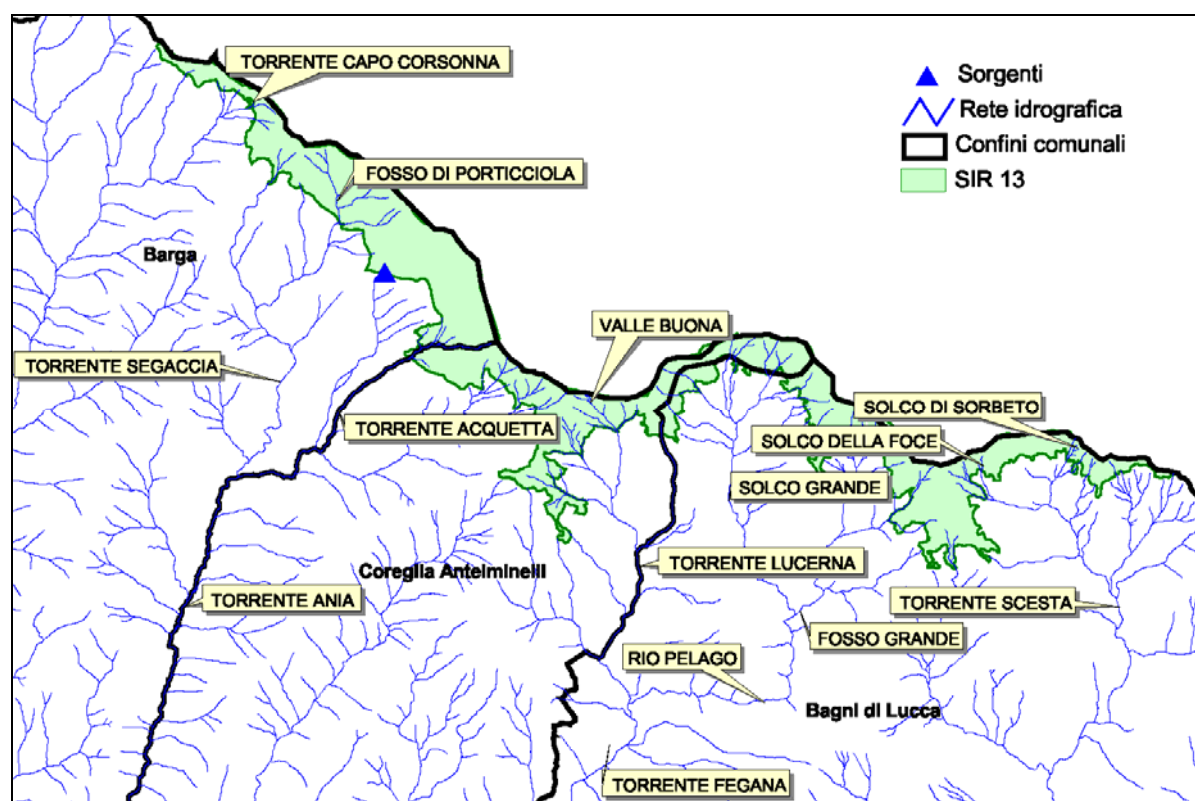 TORRENTE CAPO CORSONNA
Sorgenti
Rete idrografica
Confini comunali
SIR 13
FOSSO DI PORTICCIOLA
Barga
VALLE BUONA
TORRENTE SEGACCIA
SOLCO DI SORBETO
TORRENTE ACQUETTA
SOLCO DELLA FOCE
SOLCO GRANDE
TORRENTE LUCERNA
Coreglia Antelminelli
TORRENTE ANIA
TORRENTE SCESTA
FOSSO GRANDE
RIO PELAGO
Bagni di Lucca
TORRENTE FEGANA